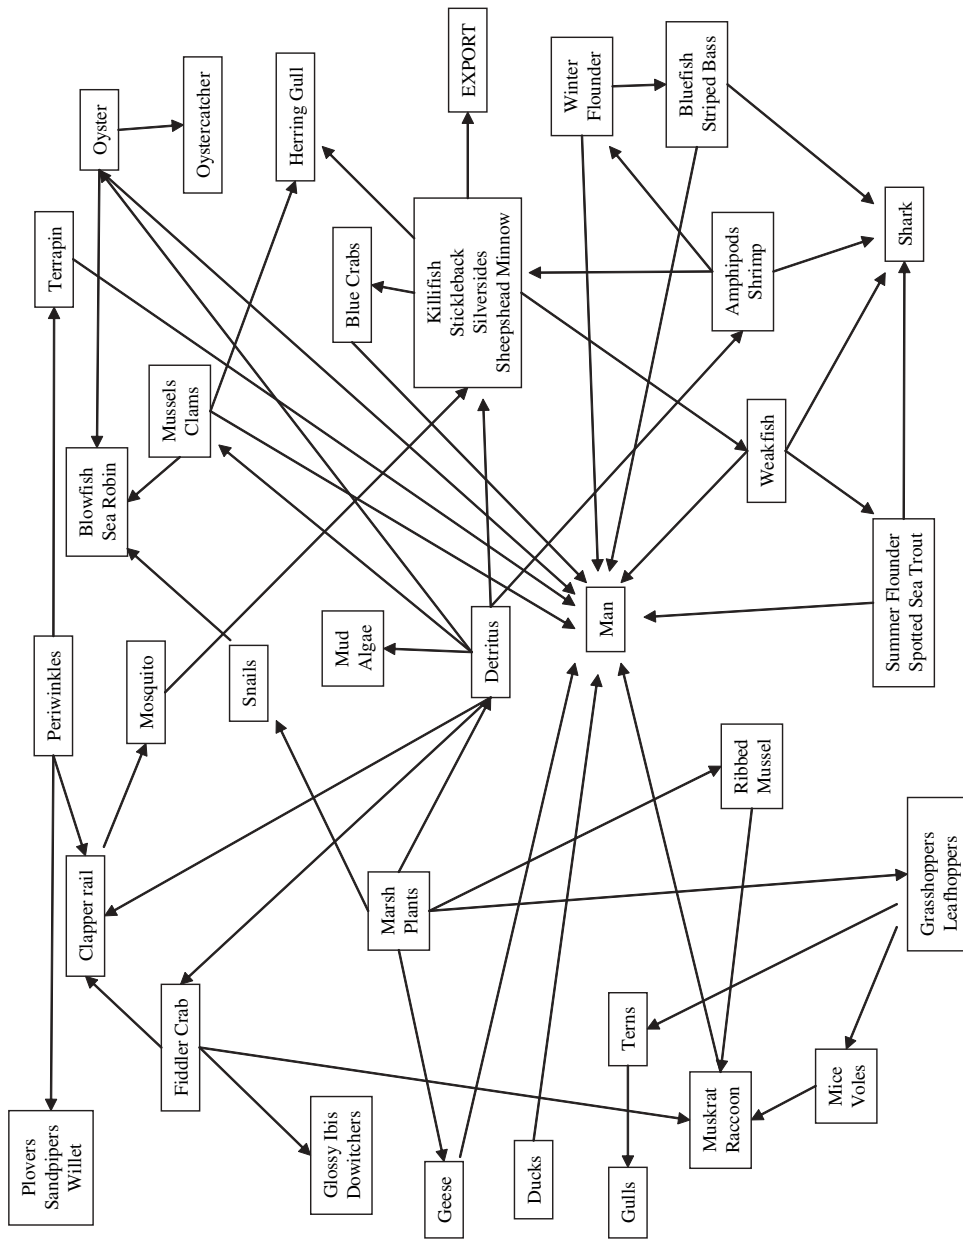 Plovers
Sandpipers
Willet
Periwinkles
Terrapin
Oyster
Clapper rail
Mosquito
Blowfish
Sea Robin
Mussels
Clams
Oystercatcher
Fiddler Crab
Snails
Herring Gull
Glossy Ibis
Dowitchers
Mud
Algae
Blue Crabs
Marsh
Plants
Geese
Detritus
Killifish
Stickleback
Silversides
Sheepshead Minnow
EXPORT
Ducks
Man
Winter
Flounder
Terns
Gulls
Muskrat
Raccoon
Ribbed
Mussel
Weakfish
Amphipods
Shrimp
Bluefish
Striped Bass
Mice
Voles
Grasshoppers
Leafhoppers
Summer Flounder
Spotted Sea Trout
Shark